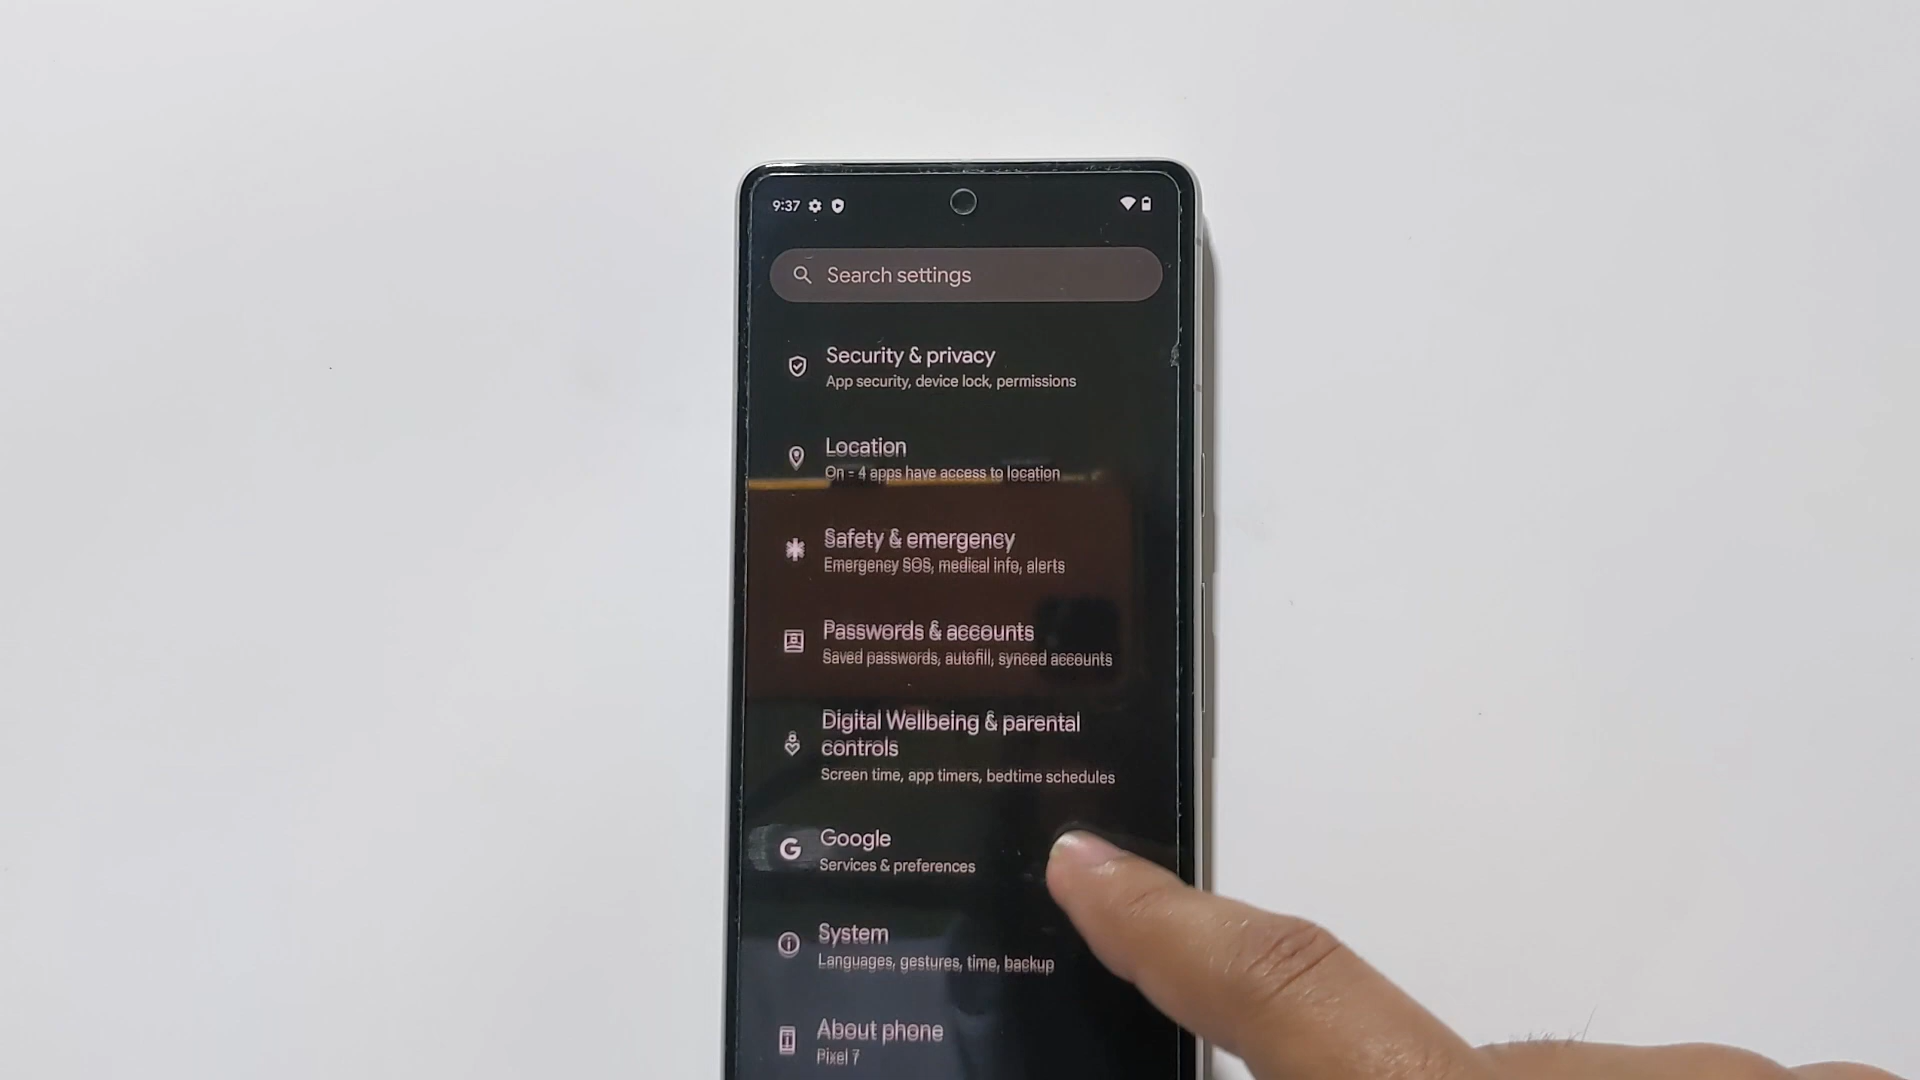 9:37
Search settings
Security & privacy
App security, device lock, permissions
Location
On - 4 apps have access to location
Safety & emergency
Emergency SOS, medical info, alerts
Passwords & accounts
Saved passwords, autofill, synced accounts
Digital Wellbeing & parental
controls
Screen time, app timers, bedtime schedules
G
Google
Services & preferences
System
Languages, gestures, time, backup
About phone
Pixel 7